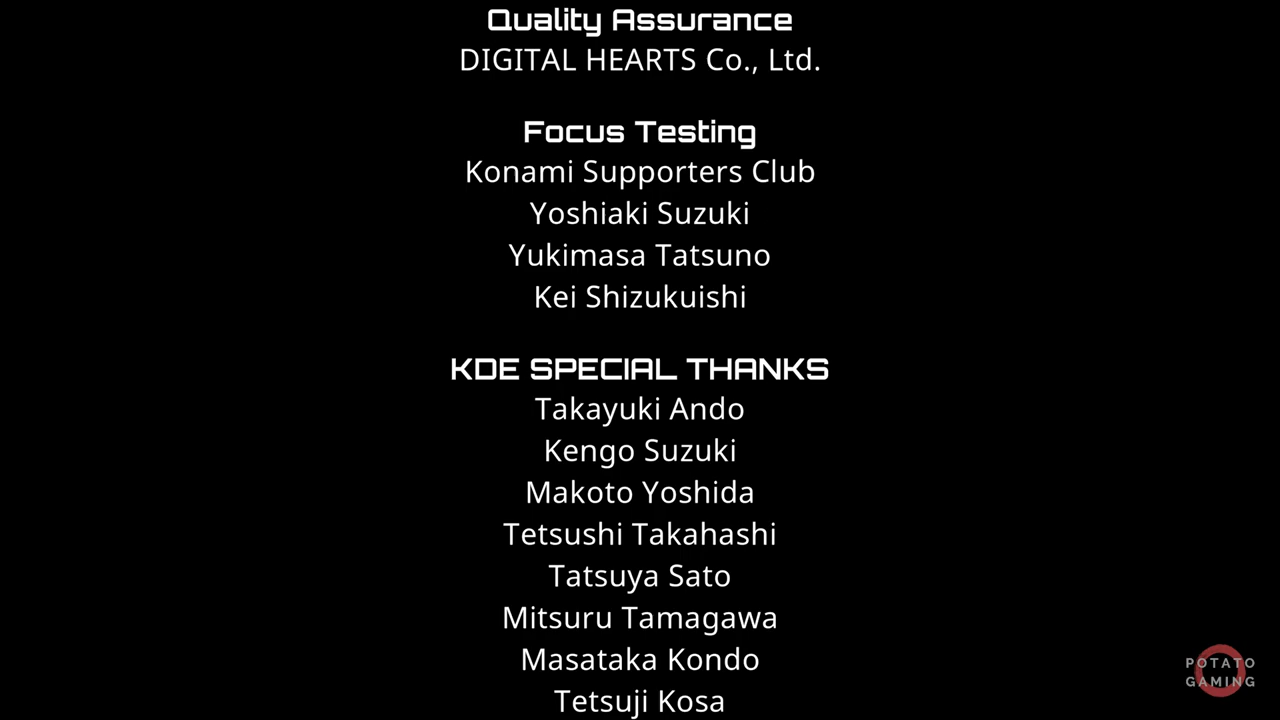 Quality Assurance
DIGITAL HEARTS Co., Ltd.
Focus Testing
Konami Supporters Club
Yoshiaki Suzuki
Yukimasa Tatsuno
Kei Shizukuishi
KDE SPECIAL THANKS
Takayuki Ando
Kengo Suzuki
Makoto Yoshida
Tetsushi Takahashi
Tatsuya Sato
Mitsuru Tamagawa
Masataka Kondo
Tetsuji Kosa
POTATO
GAMING